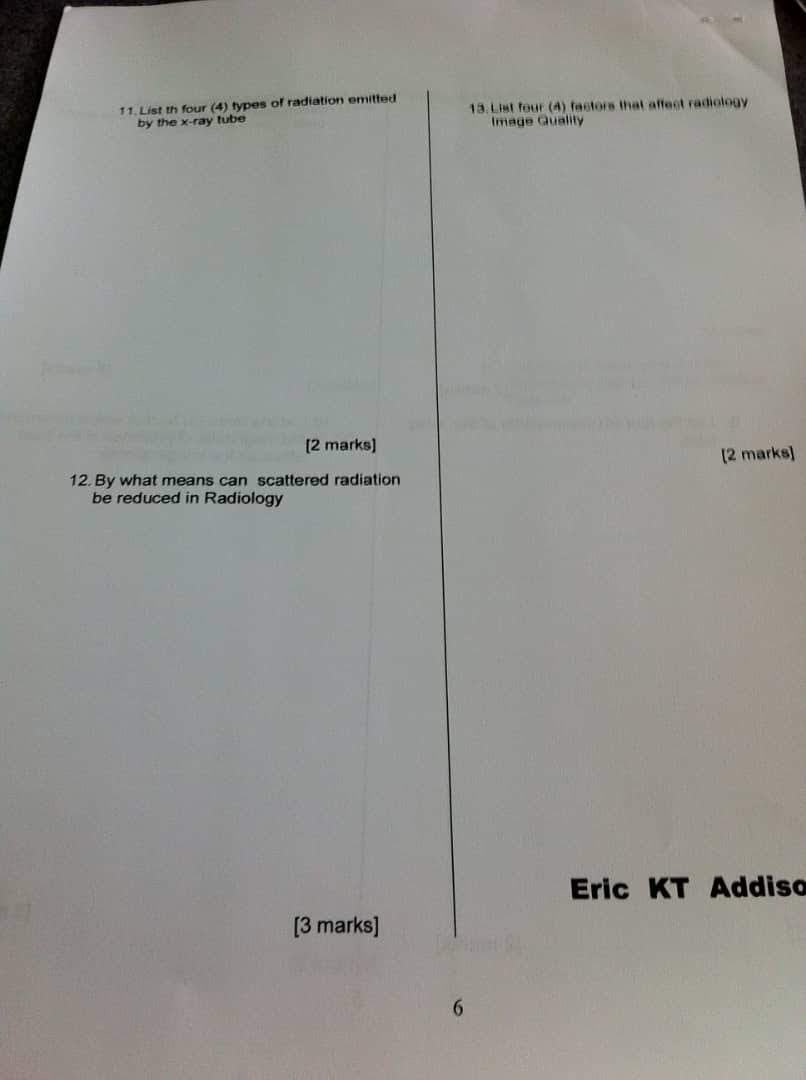 11. List th four (4) types of radiation emitted
by the x-ray tube
[2 marks]
12. By what means can scattered radiation
be reduced in Radiology
[3 marks]
13. List four (4) factors that affect radiology
Image Quality
[2 marks]
Eric KT Addiso
6